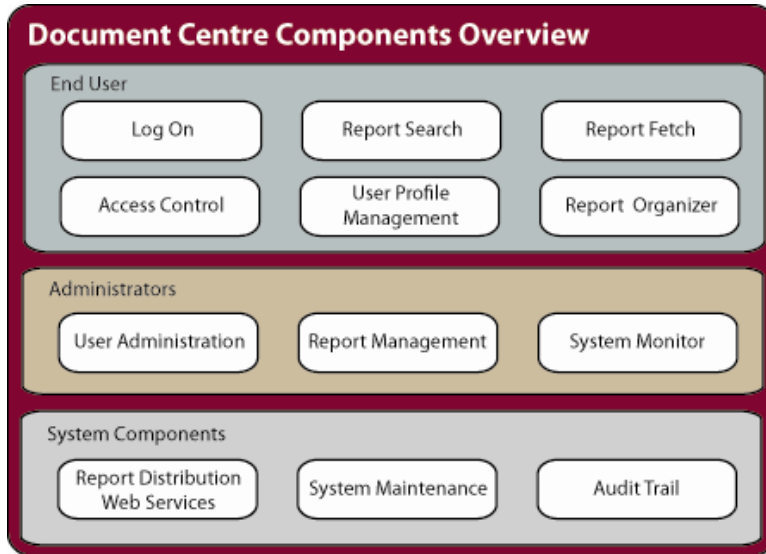 Document Centre Components Overview
End User
Log On
Report Search
Report Fetch
Access Control
User Profile
Management
Report Organizer
Administrators
User Administration
Report Management
System Monitor
System Components
Report Distribution
Web Services
System Maintenance
Audit Trail